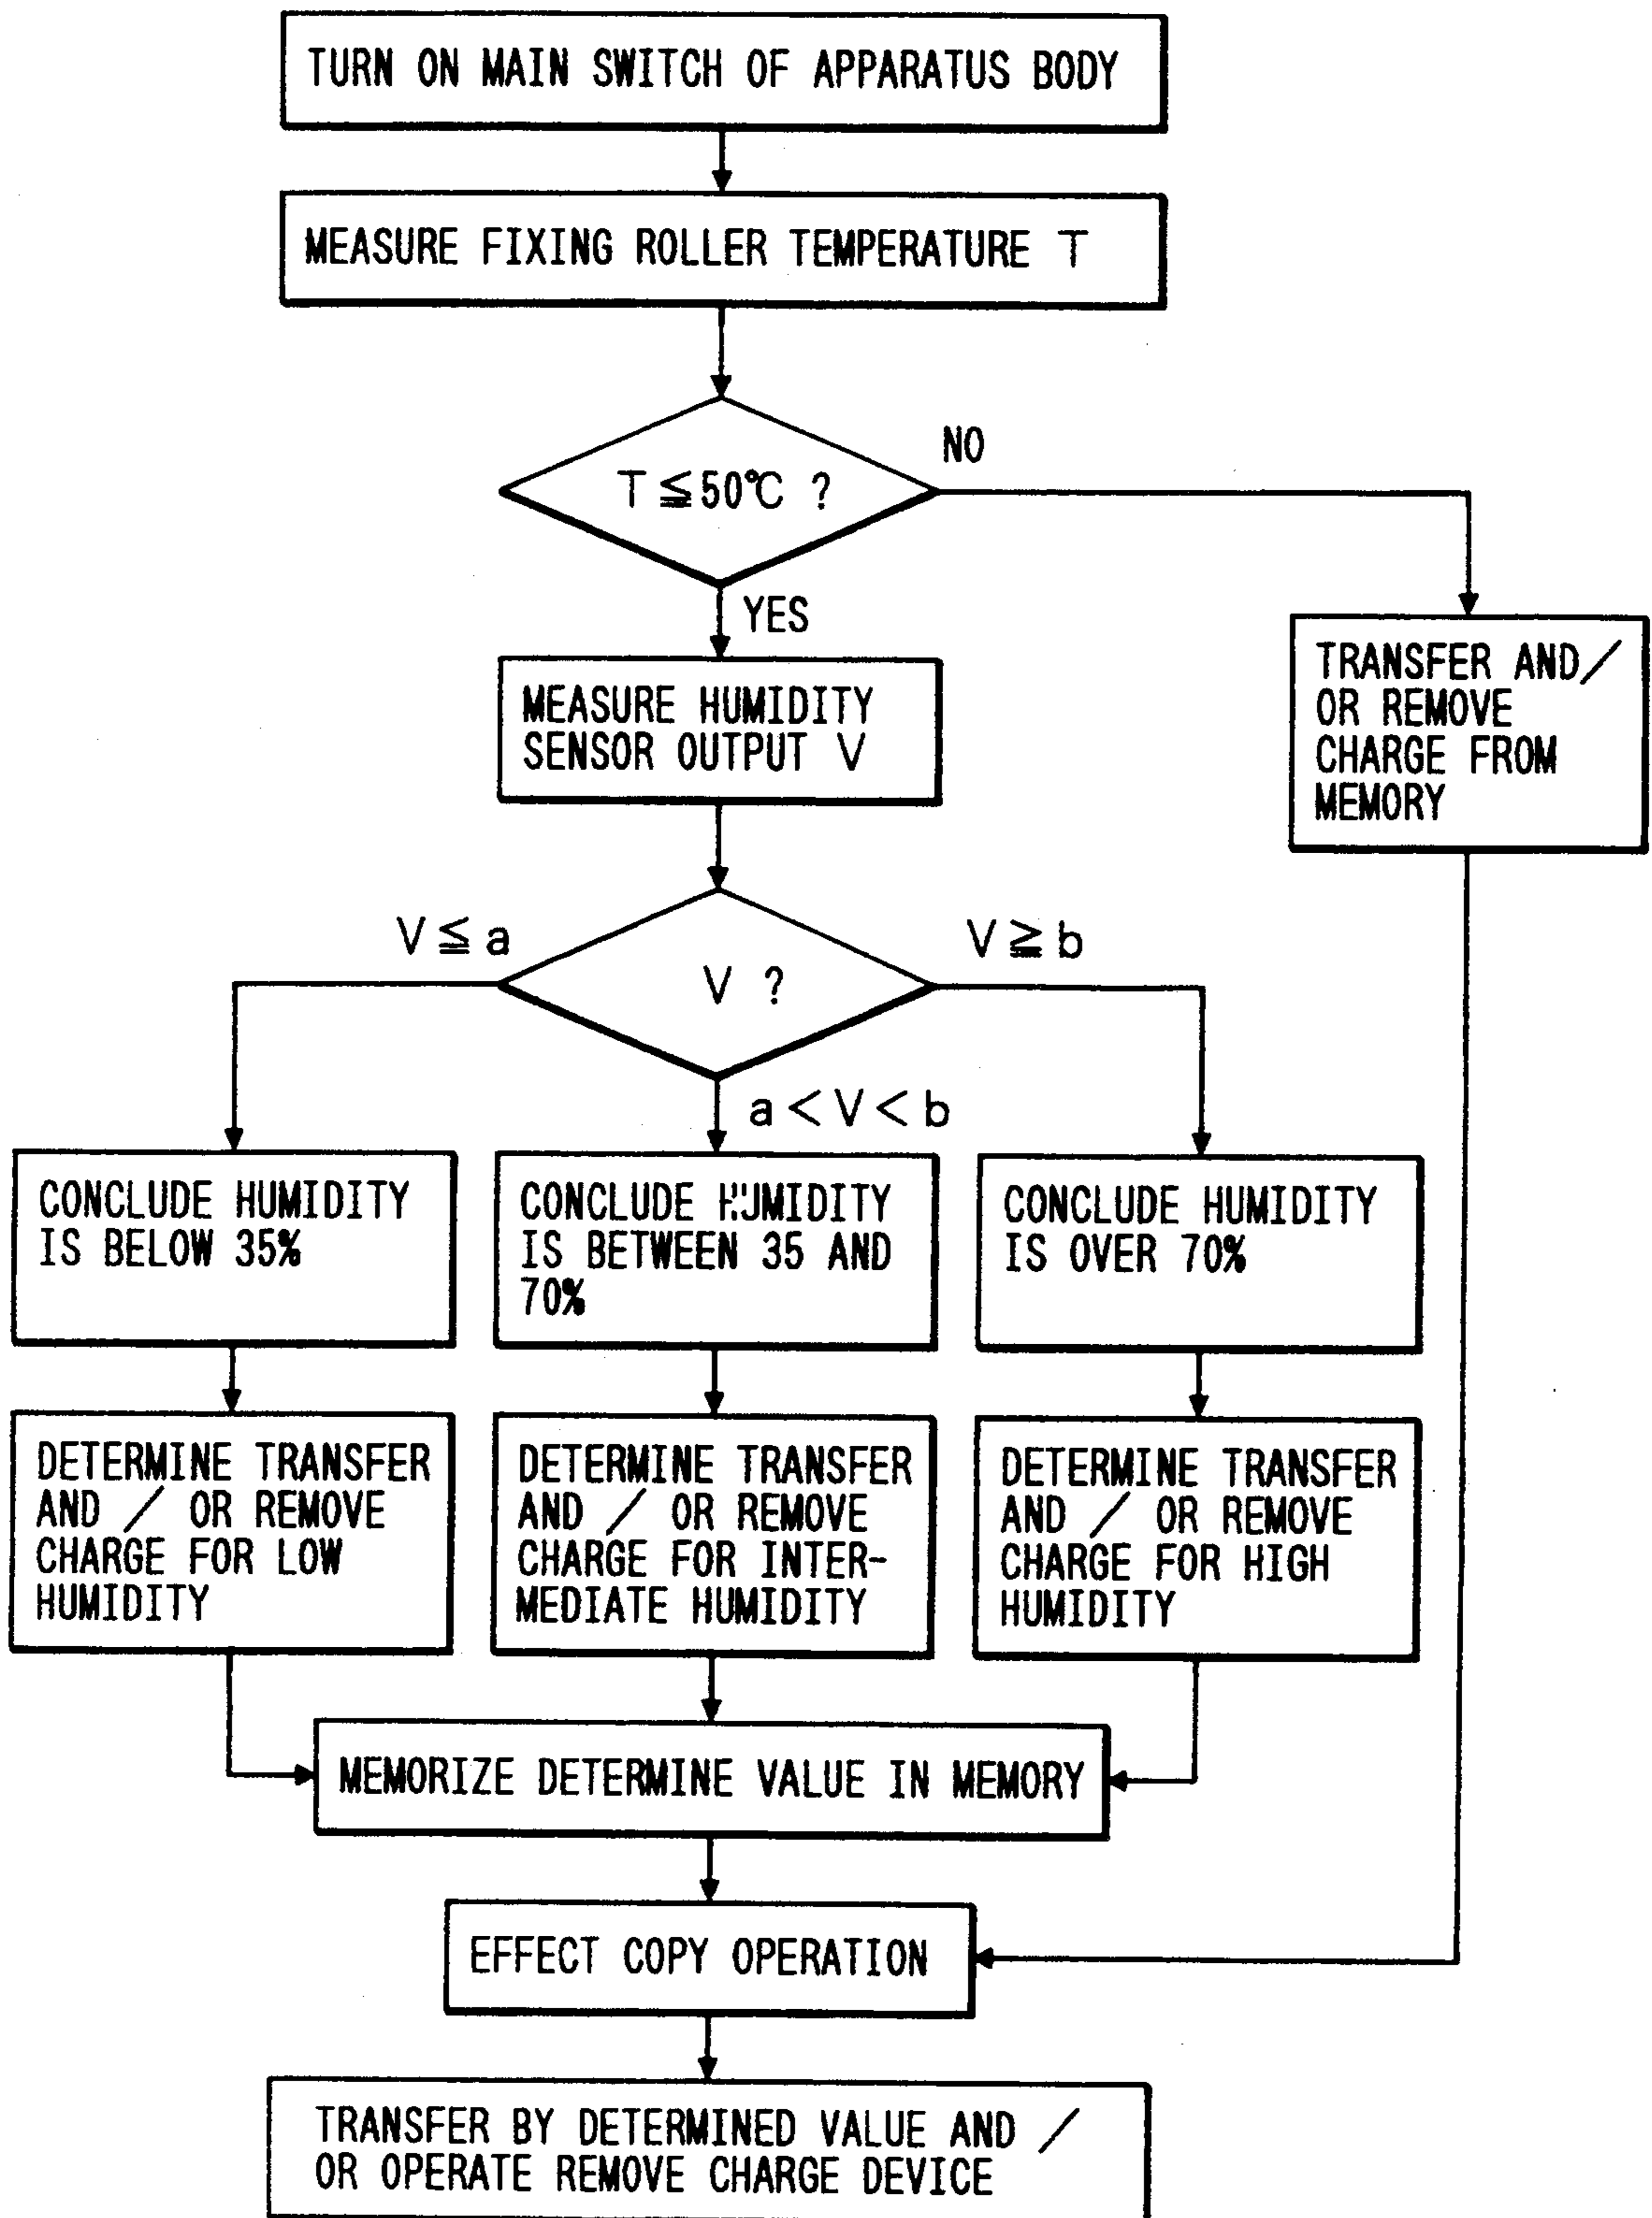 TURN ON MAIN SWITCH OF APPARATUS BODY
MEASURE FIXING ROLLER TEMPERATURE T
T≦50℃ ?
NO
YES
MEASURE HUMIDITY
SENSOR OUTPUT V
TRANSFER AND/
OR REMOVE
CHARGE FROM
MEMORY
V≦a
V ?
V≧b
a<V<b
CONCLUDE HUMIDITY
IS BELOW 35%
CONCLUDE HUMIDITY
IS BETWEEN 35 AND
70%
CONCLUDE HUMIDITY
IS OVER 70%
DETERMINE TRANSFER
AND / OR REMOVE
CHARGE FOR LOW
HUMIDITY
DETERMINE TRANSFER
AND / OR REMOVE
CHARGE FOR INTER-
MEDIATE HUMIDITY
DETERMINE TRANSFER
AND / OR REMOVE
CHARGE FOR HIGH
HUMIDITY
MEMORIZE DETERMINE VALUE IN MEMORY
EFFECT COPY OPERATION
TRANSFER BY DETERMINED VALUE AND /
OR OPERATE REMOVE CHARGE DEVICE